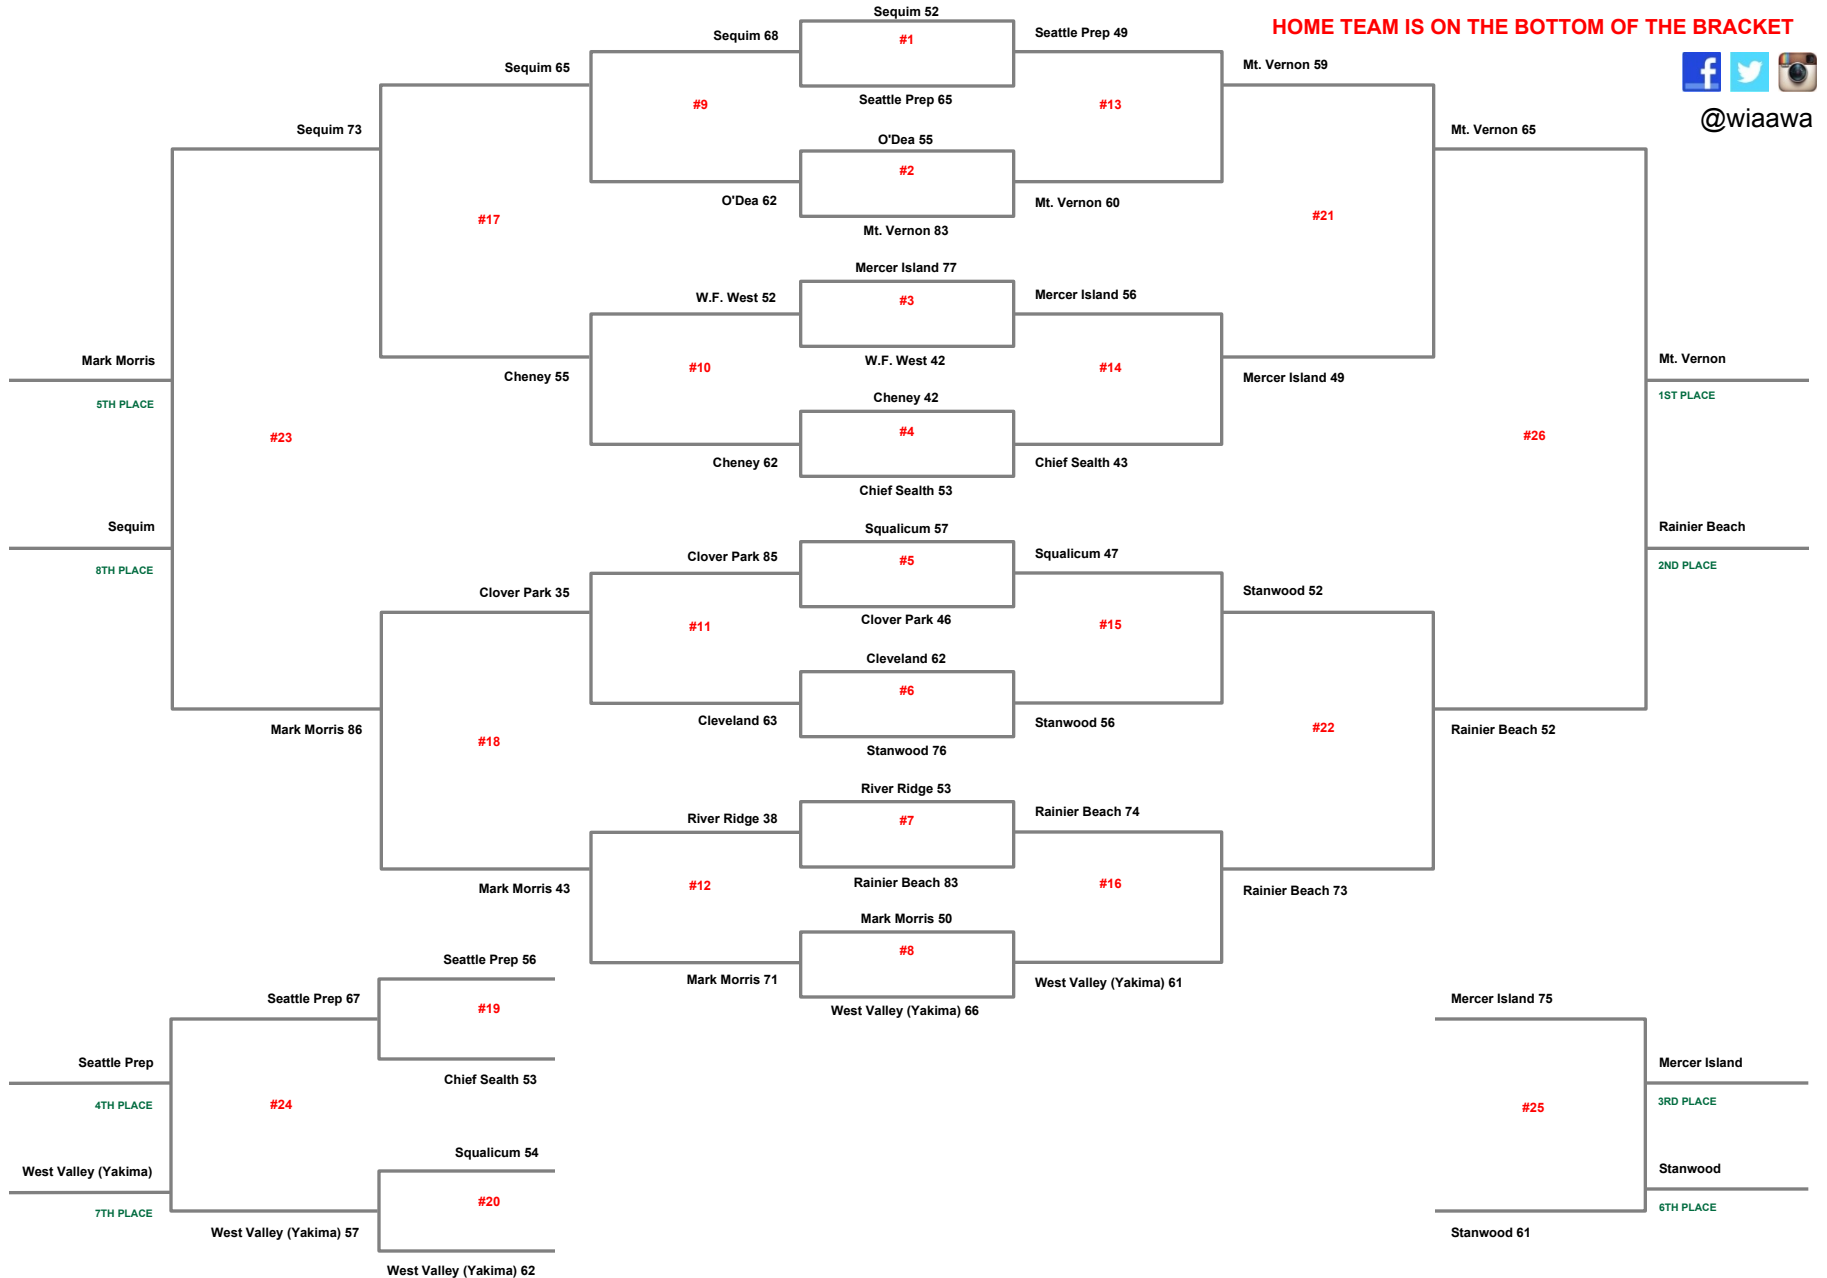 HOME TEAM IS ON THE BOTTOM OF THE BRACKET
@wiaawa
Sequim 52
#1
Seattle Prep 65
O'Dea 55
#2
Mt. Vernon 83
Mercer Island 77
#3
W.F. West 42
Cheney 42
#4
Chief Sealth 53
Squalicum 57
#5
Clover Park 46
Cleveland 62
#6
Stanwood 76
River Ridge 53
#7
Rainier Beach 83
Mark Morris 50
#8
West Valley (Yakima) 66
Sequim 68
#9
O'Dea 62
W.F. West 52
#10
Cheney 62
Clover Park 85
#11
Cleveland 63
River Ridge 38
#12
Mark Morris 71
Seattle Prep 49
#13
Mt. Vernon 60
Mercer Island 56
#14
Chief Sealth 43
Squalicum 47
#15
Stanwood 56
Rainier Beach 74
#16
West Valley (Yakima) 61
Sequim 65
#17
Cheney 55
Clover Park 35
#18
Mark Morris 43
Seattle Prep 56
#19
Chief Sealth 53
Squalicum 54
#20
West Valley (Yakima) 62
Mt. Vernon 59
#21
Mercer Island 49
Stanwood 52
#22
Rainier Beach 73
Sequim 73
#23
Mark Morris 86
Mark Morris
5TH PLACE
Sequim
8TH PLACE
Seattle Prep 67
#24
West Valley (Yakima) 57
Seattle Prep
4TH PLACE
West Valley (Yakima)
7TH PLACE
Mercer Island 75
#25
Stanwood 61
Mercer Island
3RD PLACE
Stanwood
6TH PLACE
Mt. Vernon 65
#26
Rainier Beach 52
Mt. Vernon
1ST PLACE
Rainier Beach
2ND PLACE